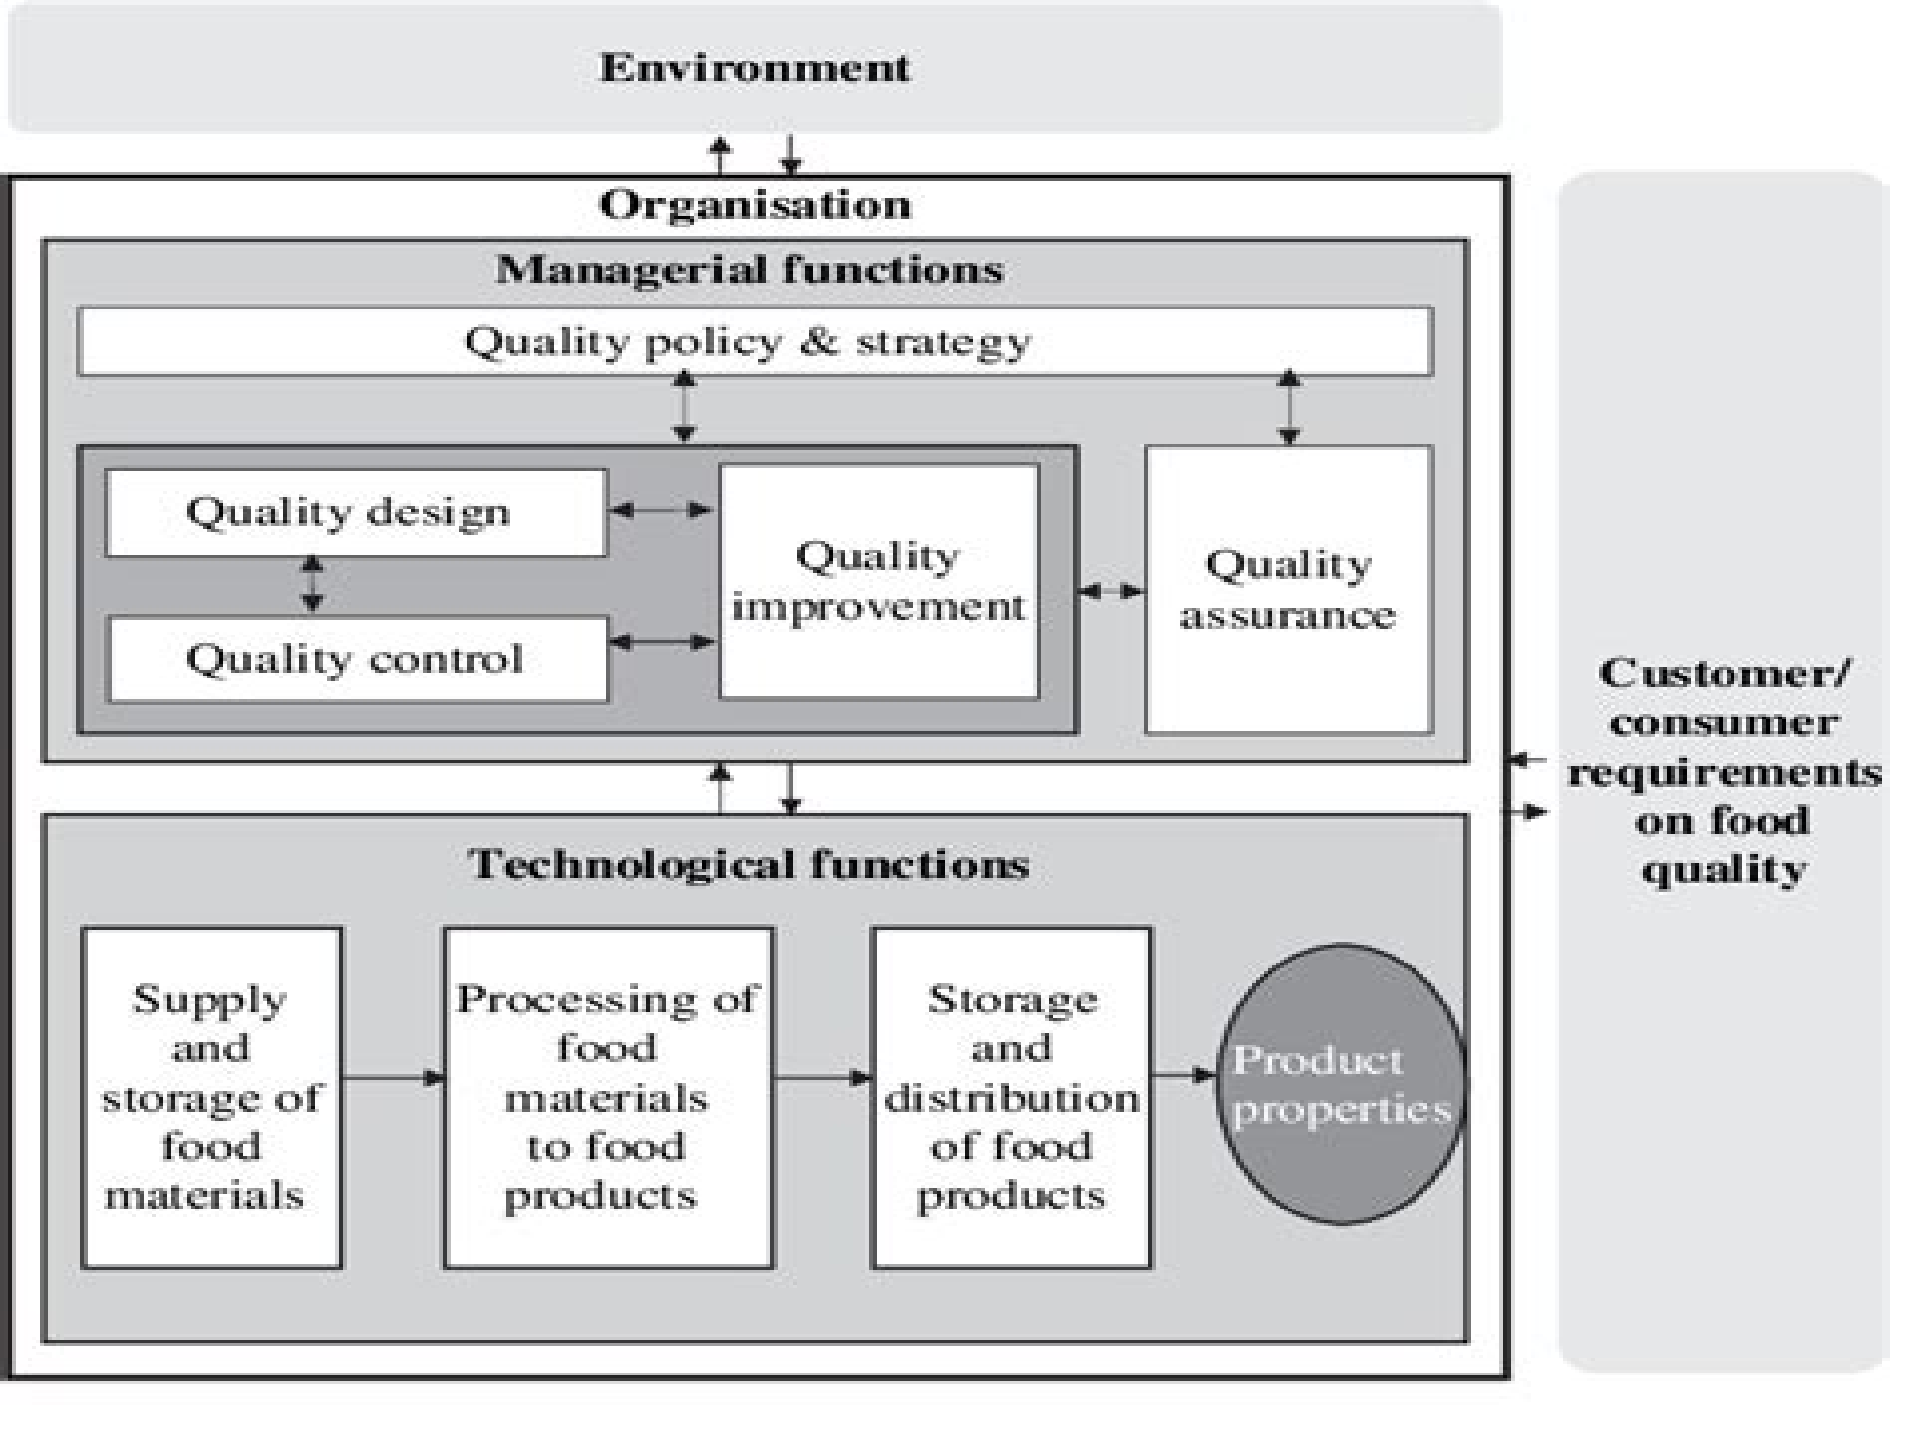 Environment
Organisation
Managerial functions
Quality policy & strategy
Quality design
Quality control
Quality
improvement
Quality
assurance
Technological functions
Supply
and
storage of
food
materials
Processing of
food
materials
to food
products
Storage
and
distribution
of food
products
Product
properties
Customer/
consumer
requirements
on food
quality